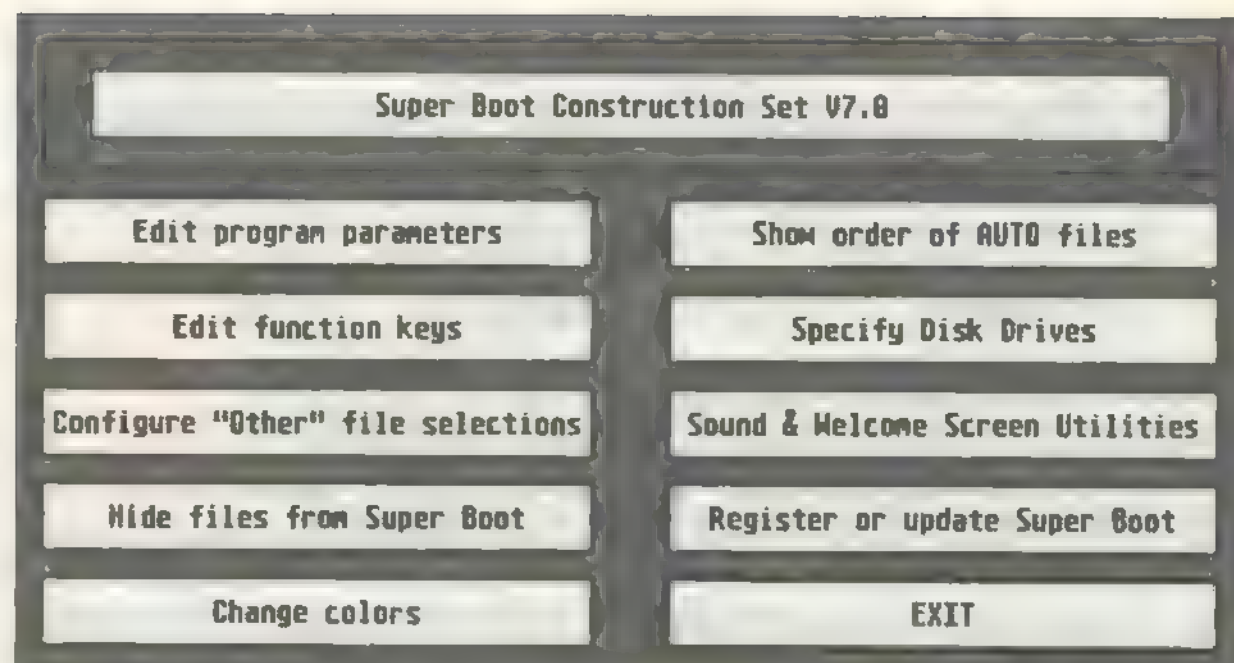 Super Boot Construction Set V7.0
Edit program parameters
Show order of AUTO files
Edit function keys
Specify Disk Drives
Configure "Other" file selections
Sound & Welcome Screen Utilities
Hide files from Super Boot
Register or update Super Boot
Change colors
EXIT